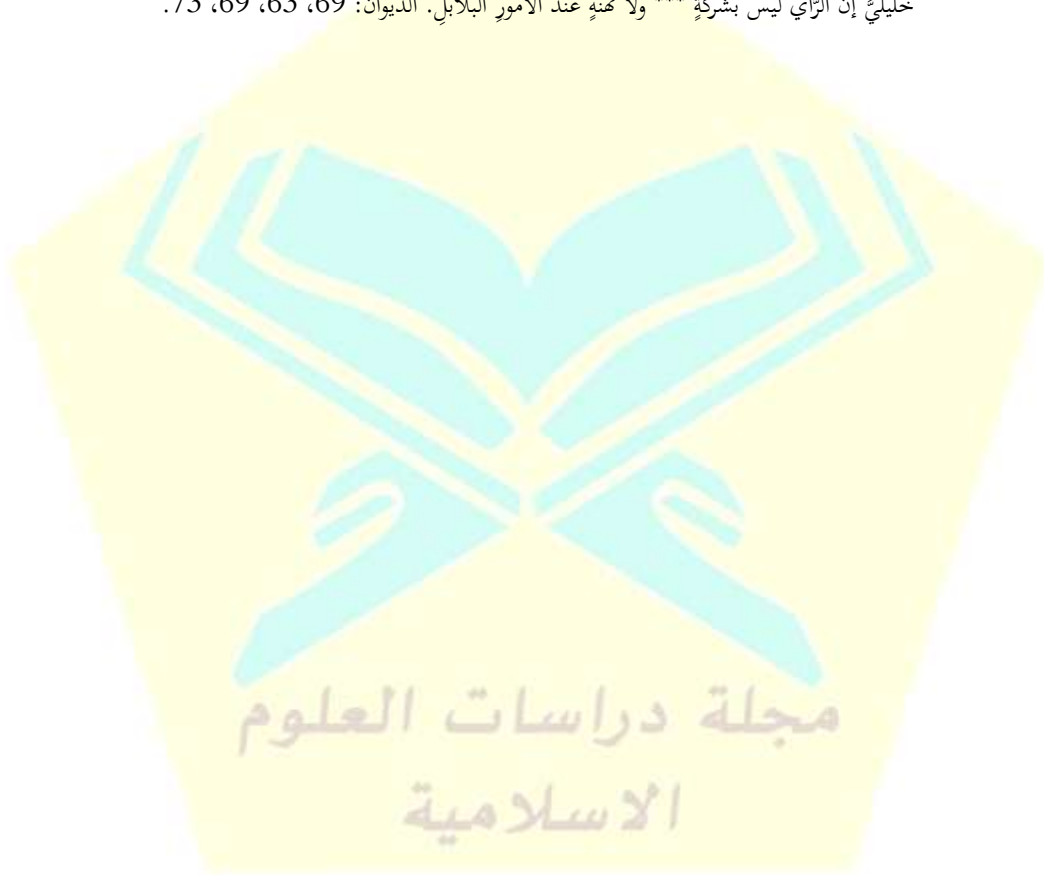 خليليَّ إنَّ الرَّأيَ ليس بشركةٍ *** ولا نَهْنَهٍ عند الأمورِ البلابلِ. الديوان: 69، 63، 69، 73.
مجلة دراسات العلوم
الاسلامية